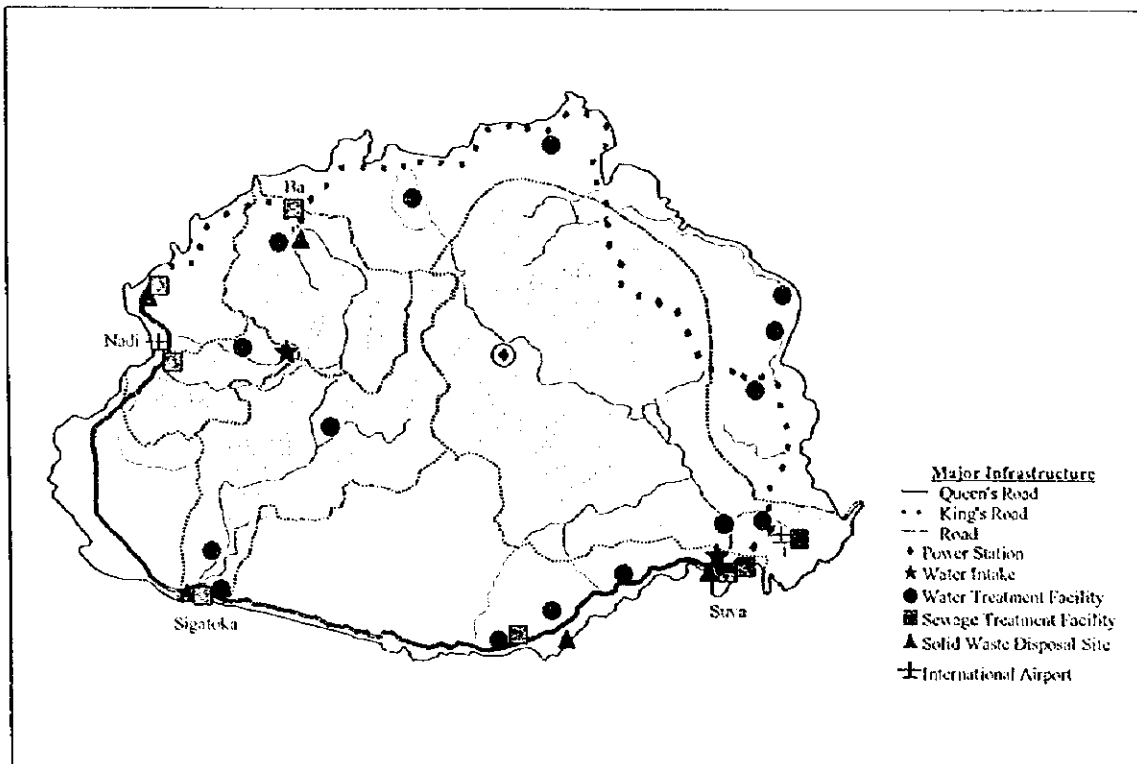 Ba
Nadi
Sigatoka
Suva
Major Infrastructure
Queen's Road
King's Road
Road
Power Station
Water Intake
Water Treatment Facility
Sewage Treatment Facility
Solid Waste Disposal Site
International Airport